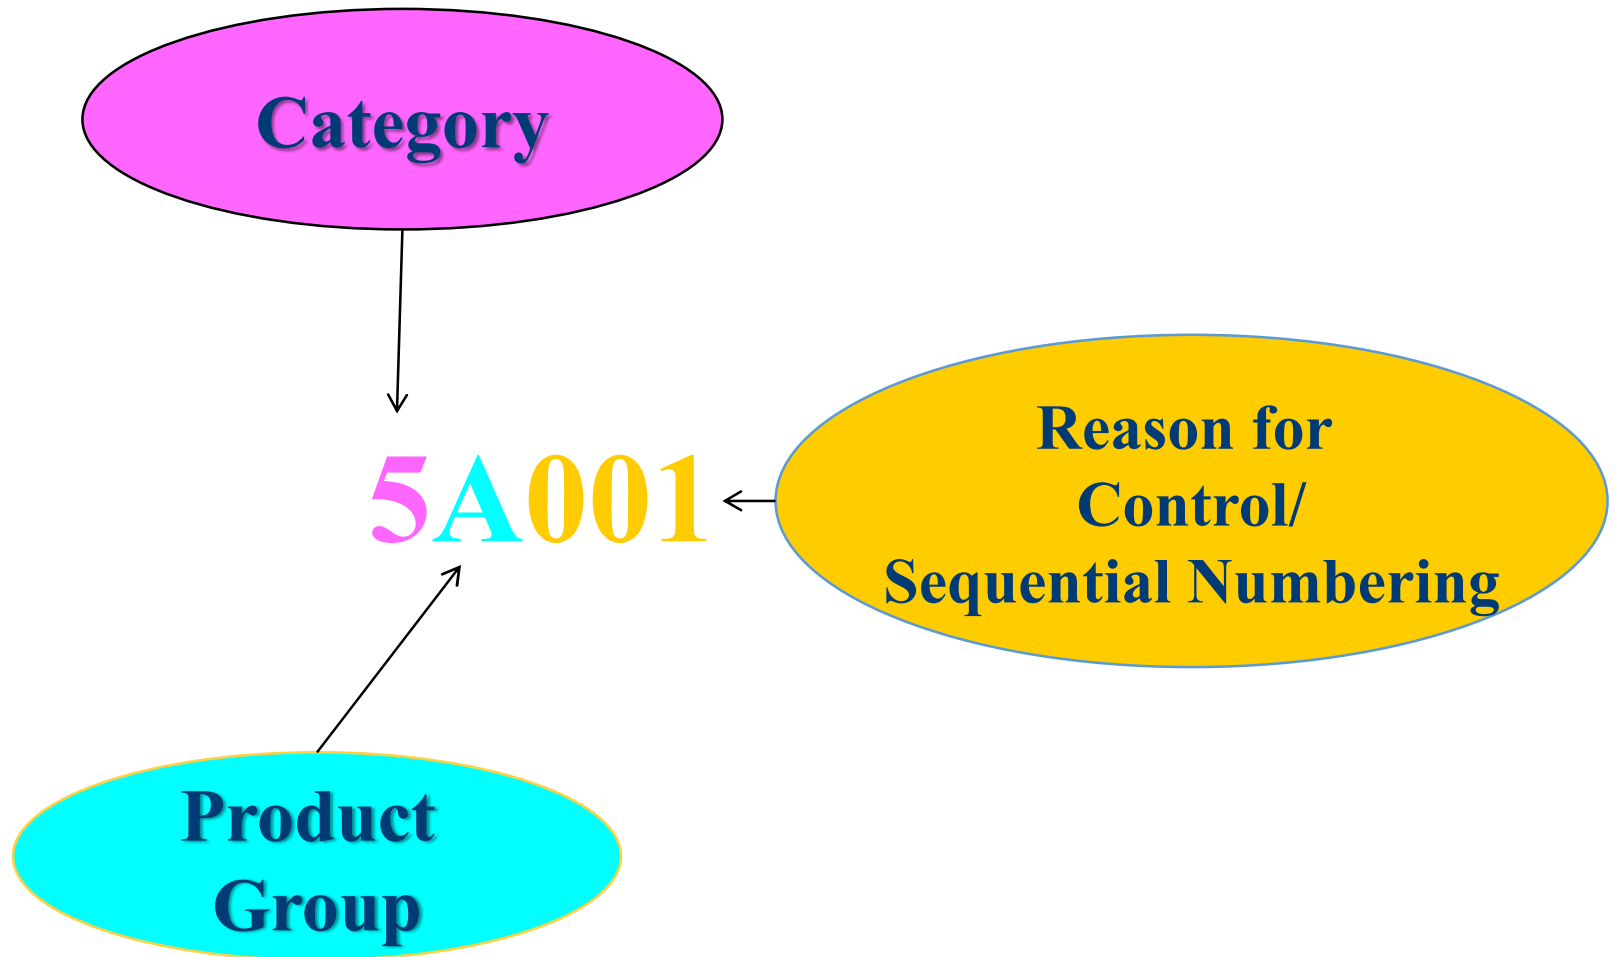 Category
5A001
Reason for
Control/
Sequential Numbering
Product
Group